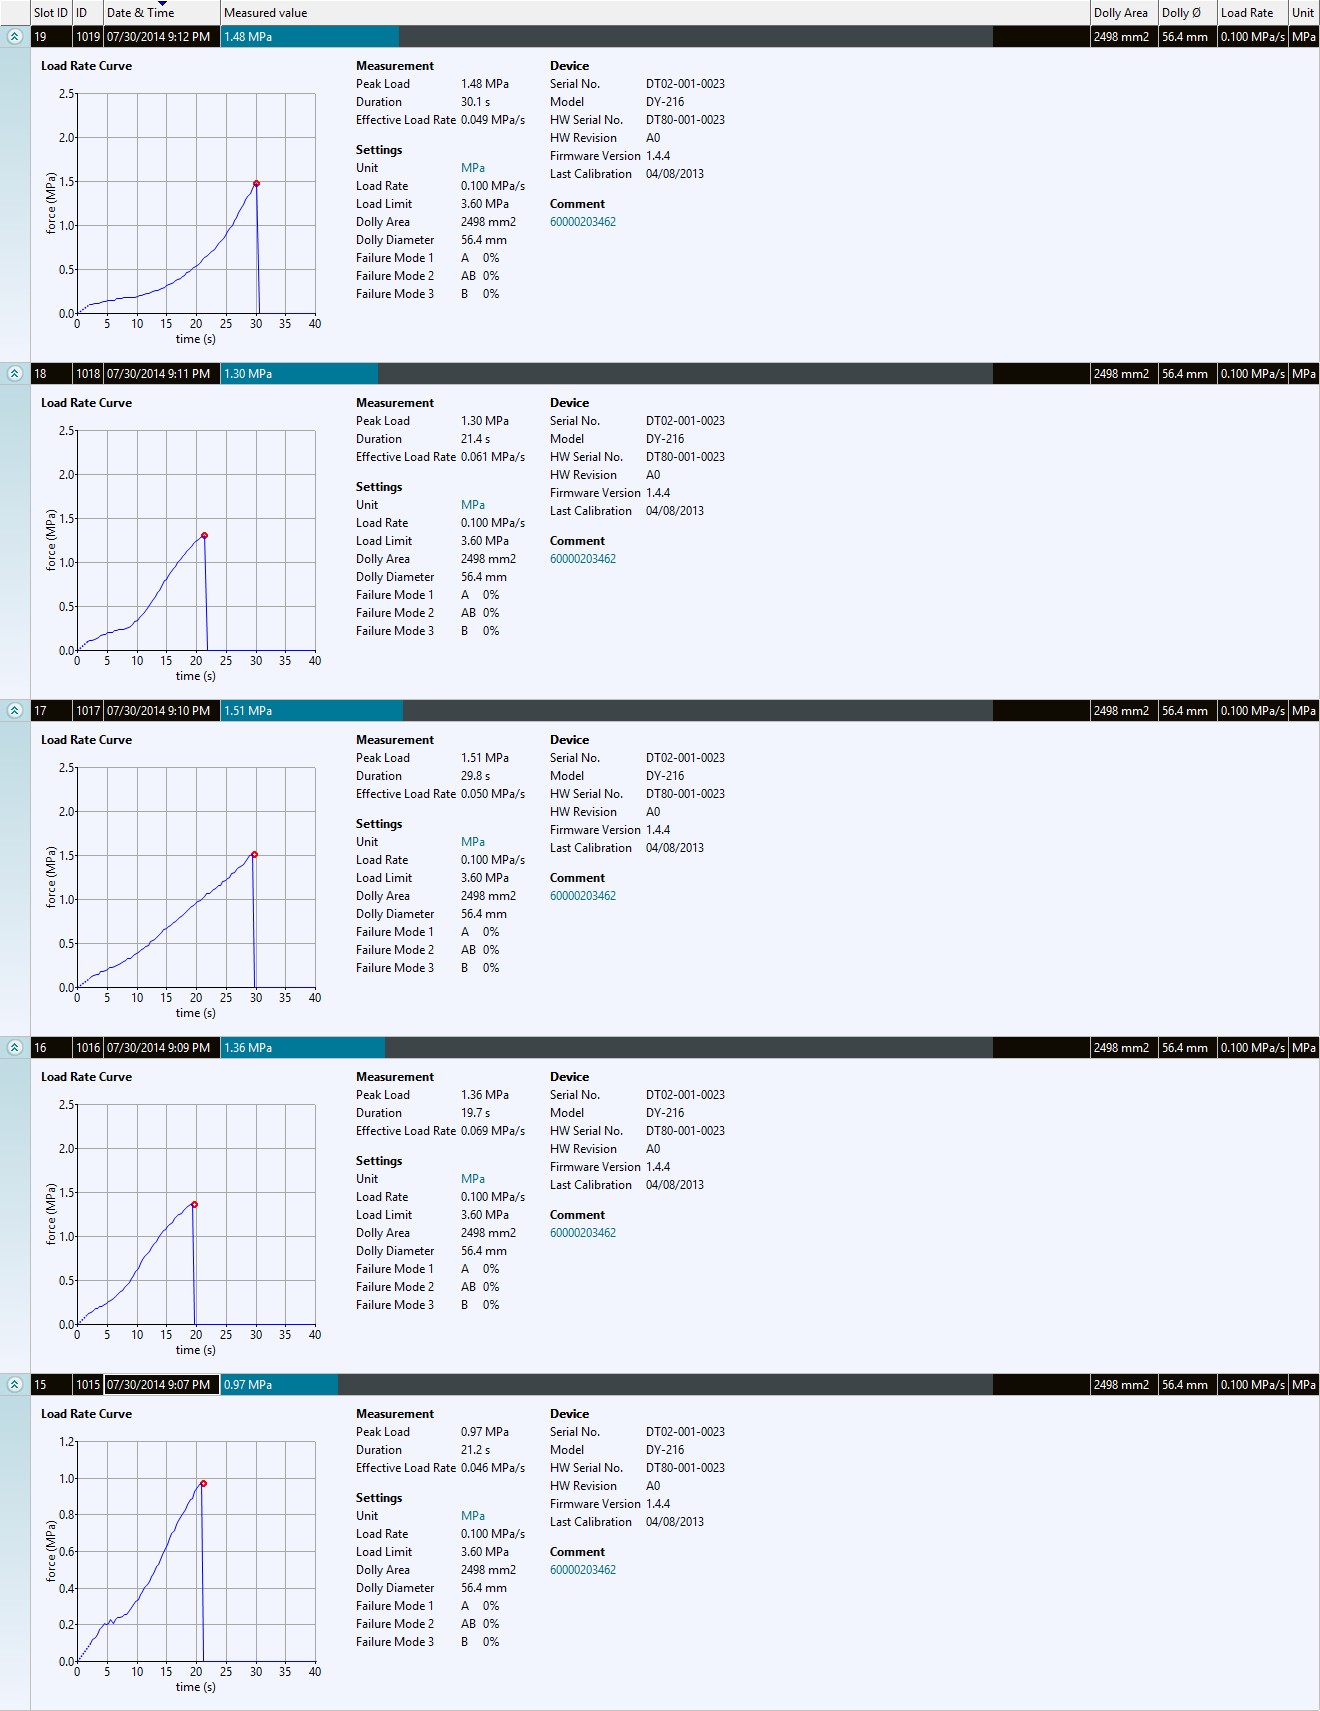 Slot ID ID Date & Time Measured value Dolly Area Dolly Ø Load Rate Unit
19 1019 07/30/2014 9:12 PM 1.48 MPa 2498 mm2 56.4 mm 0.100 MPa/s MPa
Load Rate Curve
2.5
2.0
1.5
1.0
0.5
0.0
force (MPa)
0 5 10 15 20 25 30 35 40
time (s)
Measurement
Peak Load 1.48 MPa
Duration 30.1 s
Effective Load Rate 0.049 MPa/s
Settings
Unit MPa
Load Rate 0.100 MPa/s
Load Limit 3.60 MPa
Dolly Area 2498 mm2
Dolly Diameter 56.4 mm
Failure Mode 1 A 0%
Failure Mode 2 AB 0%
Failure Mode 3 B 0%
Device
Serial No. DT02-001-0023
Model DY-216
HW Serial No. DT80-001-0023
HW Revision A0
Firmware Version 1.4.4
Last Calibration 04/08/2013
Comment
60000203462
18 1018 07/30/2014 9:11 PM 1.30 MPa 2498 mm2 56.4 mm 0.100 MPa/s MPa
Load Rate Curve
2.5
2.0
1.5
1.0
0.5
0.0
force (MPa)
0 5 10 15 20 25 30 35 40
time (s)
Measurement
Peak Load 1.30 MPa
Duration 21.4 s
Effective Load Rate 0.061 MPa/s
Settings
Unit MPa
Load Rate 0.100 MPa/s
Load Limit 3.60 MPa
Dolly Area 2498 mm2
Dolly Diameter 56.4 mm
Failure Mode 1 A 0%
Failure Mode 2 AB 0%
Failure Mode 3 B 0%
Device
Serial No. DT02-001-0023
Model DY-216
HW Serial No. DT80-001-0023
HW Revision A0
Firmware Version 1.4.4
Last Calibration 04/08/2013
Comment
60000203462
17 1017 07/30/2014 9:10 PM 1.51 MPa 2498 mm2 56.4 mm 0.100 MPa/s MPa
Load Rate Curve
2.5
2.0
1.5
1.0
0.5
0.0
force (MPa)
0 5 10 15 20 25 30 35 40
time (s)
Measurement
Peak Load 1.51 MPa
Duration 29.8 s
Effective Load Rate 0.050 MPa/s
Settings
Unit MPa
Load Rate 0.100 MPa/s
Load Limit 3.60 MPa
Dolly Area 2498 mm2
Dolly Diameter 56.4 mm
Failure Mode 1 A 0%
Failure Mode 2 AB 0%
Failure Mode 3 B 0%
Device
Serial No. DT02-001-0023
Model DY-216
HW Serial No. DT80-001-0023
HW Revision A0
Firmware Version 1.4.4
Last Calibration 04/08/2013
Comment
60000203462
16 1016 07/30/2014 9:09 PM 1.36 MPa 2498 mm2 56.4 mm 0.100 MPa/s MPa
Load Rate Curve
2.5
2.0
1.5
1.0
0.5
0.0
force (MPa)
0 5 10 15 20 25 30 35 40
time (s)
Measurement
Peak Load 1.36 MPa
Duration 19.7 s
Effective Load Rate 0.069 MPa/s
Settings
Unit MPa
Load Rate 0.100 MPa/s
Load Limit 3.60 MPa
Dolly Area 2498 mm2
Dolly Diameter 56.4 mm
Failure Mode 1 A 0%
Failure Mode 2 AB 0%
Failure Mode 3 B 0%
Device
Serial No. DT02-001-0023
Model DY-216
HW Serial No. DT80-001-0023
HW Revision A0
Firmware Version 1.4.4
Last Calibration 04/08/2013
Comment
60000203462
15 1015 07/30/2014 9:07 PM 0.97 MPa 2498 mm2 56.4 mm 0.100 MPa/s MPa
Load Rate Curve
1.2
1.0
0.8
0.6
0.4
0.2
0.0
force (MPa)
0 5 10 15 20 25 30 35 40
time (s)
Measurement
Peak Load 0.97 MPa
Duration 21.2 s
Effective Load Rate 0.046 MPa/s
Settings
Unit MPa
Load Rate 0.100 MPa/s
Load Limit 3.60 MPa
Dolly Area 2498 mm2
Dolly Diameter 56.4 mm
Failure Mode 1 A 0%
Failure Mode 2 AB 0%
Failure Mode 3 B 0%
Device
Serial No. DT02-001-0023
Model DY-216
HW Serial No. DT80-001-0023
HW Revision A0
Firmware Version 1.4.4
Last Calibration 04/08/2013
Comment
60000203462